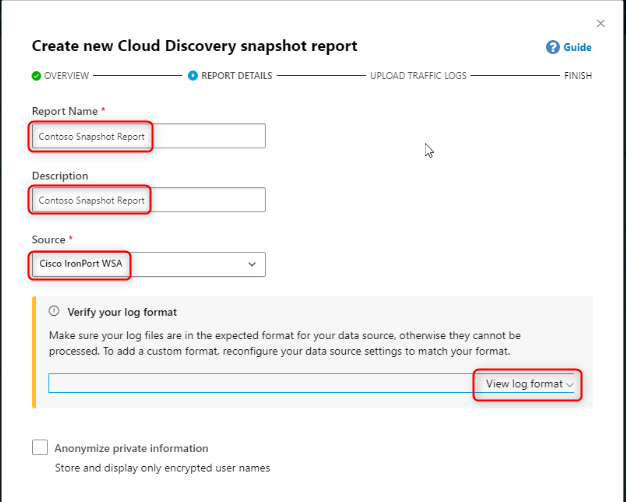 Create new Cloud Discovery snapshot report
Guide
OVERVIEW REPORT DETAILS UPLOAD TRAFFIC LOGS FINISH
Report Name *
Contoso Snapshot Report
Description
Contoso Snapshot Report
Source *
Cisco IronPort WSA
Verify your log format
Make sure your log files are in the expected format for your data source, otherwise they cannot be
processed. To add a custom format, reconfigure your data source settings to match your format.
View log format
Anonymize private information
Store and display only encrypted user names